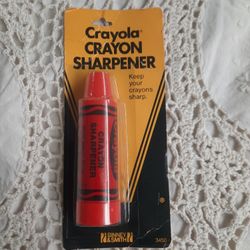 Crayola®
CRAYON
SHARPENER
Keep
your
crayons
sharp.
CRAYON
SHARPENER
BINNEY
& SMITH
3450